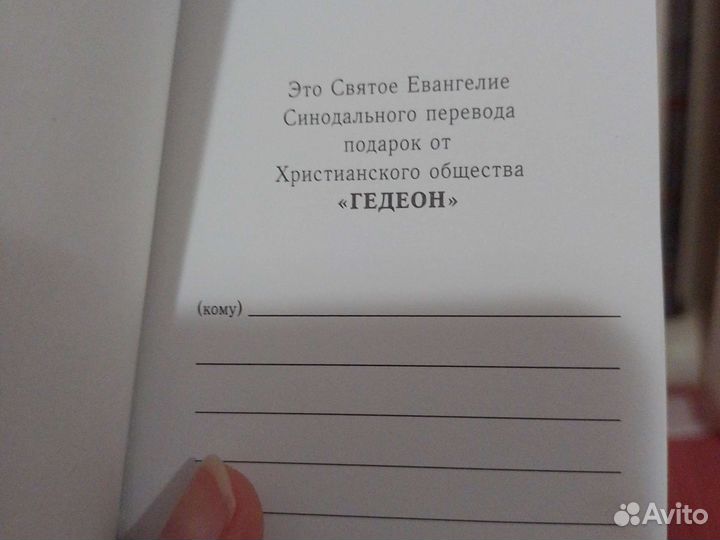 Это Святое Евангелие
Синодального перевода
подарок от
Христианского общества
«ГЕДЕОН»
(кому)
Avito